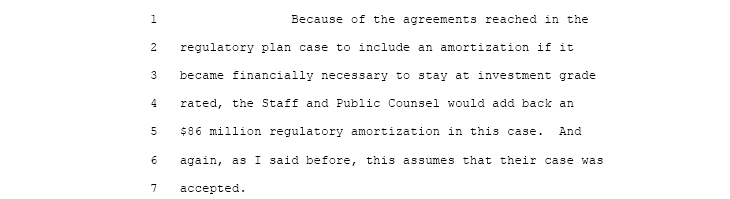 1 Because of the agreements reached in the
2 regulatory plan case to include an amortization if it
3 became financially necessary to stay at investment grade
4 rated, the Staff and Public Counsel would add back an
5 $86 million regulatory amortization in this case.  And
6 again, as I said before, this assumes that their case was
7 accepted.